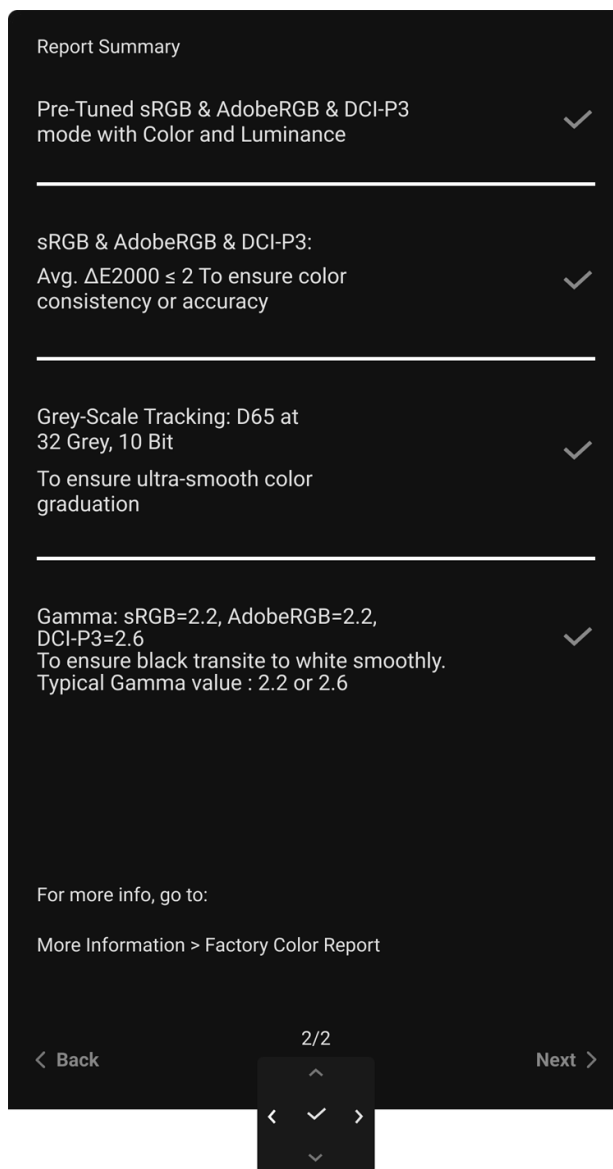 Report Summary
Pre-Tuned sRGB & AdobeRGB & DCI-P3
mode with Color and Luminance
sRGB & AdobeRGB & DCI-P3:
Avg. ΔE2000 ≤ 2 To ensure color
consistency or accuracy
Grey-Scale Tracking: D65 at
32 Grey, 10 Bit
To ensure ultra-smooth color
graduation
Gamma: sRGB=2.2, AdobeRGB=2.2,
DCI-P3=2.6
To ensure black transite to white smoothly.
Typical Gamma value : 2.2 or 2.6
For more info, go to:
More Information > Factory Color Report
2/2
< Back
Next >